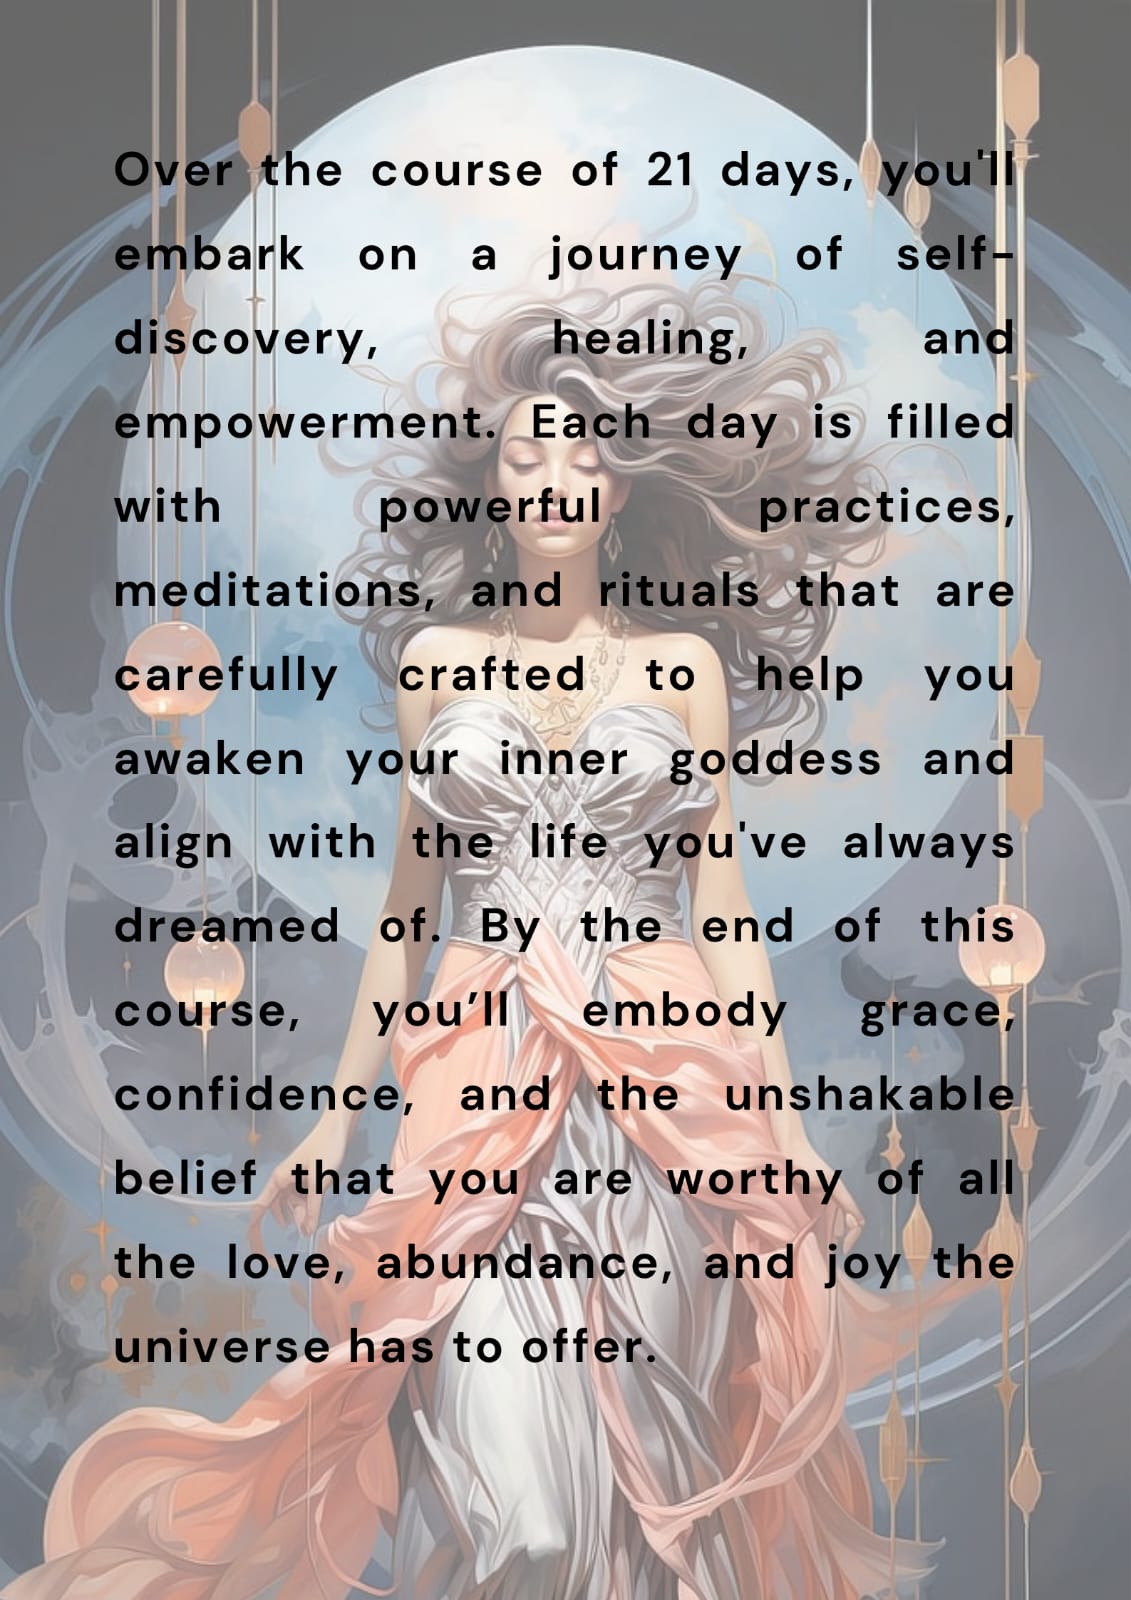 Over the course of 21 days, you'll
embark on a journey of self-
discovery, healing, and
empowerment. Each day is filled
with powerful practices,
meditations, and rituals that are
carefully crafted to help you
awaken your inner goddess and
align with the life you've always
dreamed of. By the end of this
course, you’ll embody grace,
confidence, and the unshakable
belief that you are worthy of all
the love, abundance, and joy the
universe has to offer.